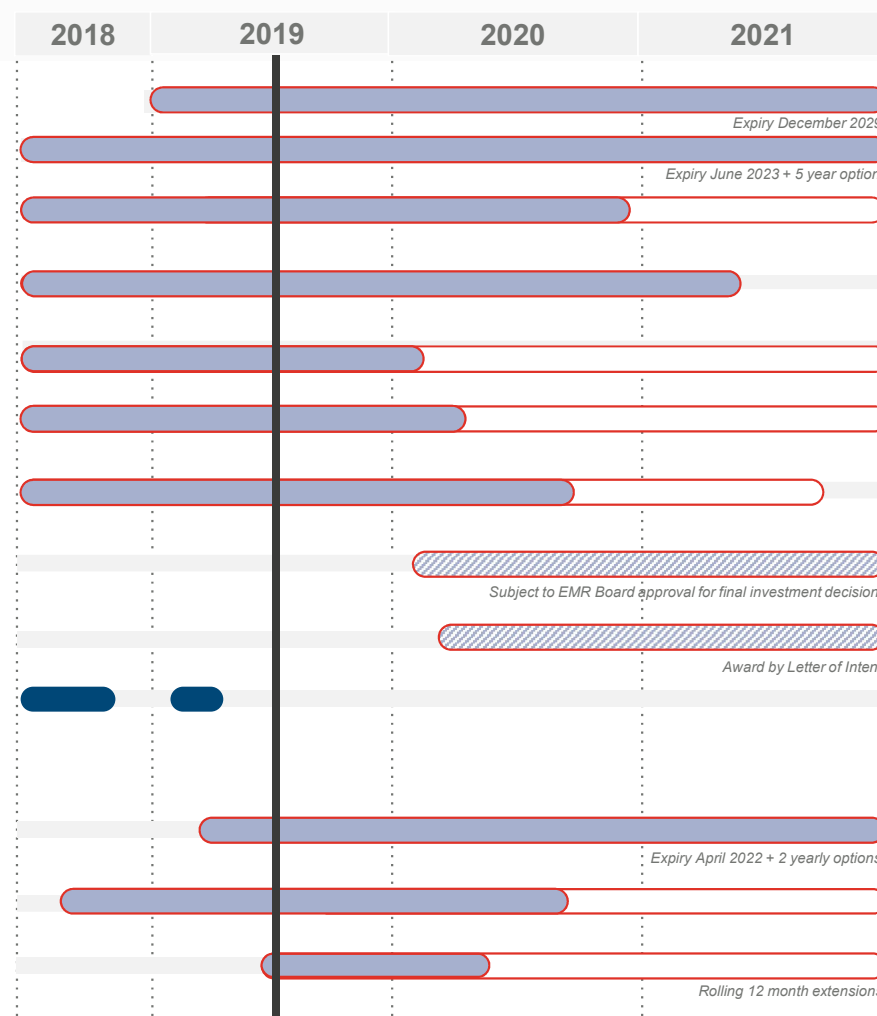 2018 2019 2020 2021
Expiry December 2029
Expiry June 2023 + 5 year option
Subject to EMR Board approval for final investment decision
Award by Letter of Inten
Expiry April 2022 + 2 yearly options
Rolling 12 month extensions